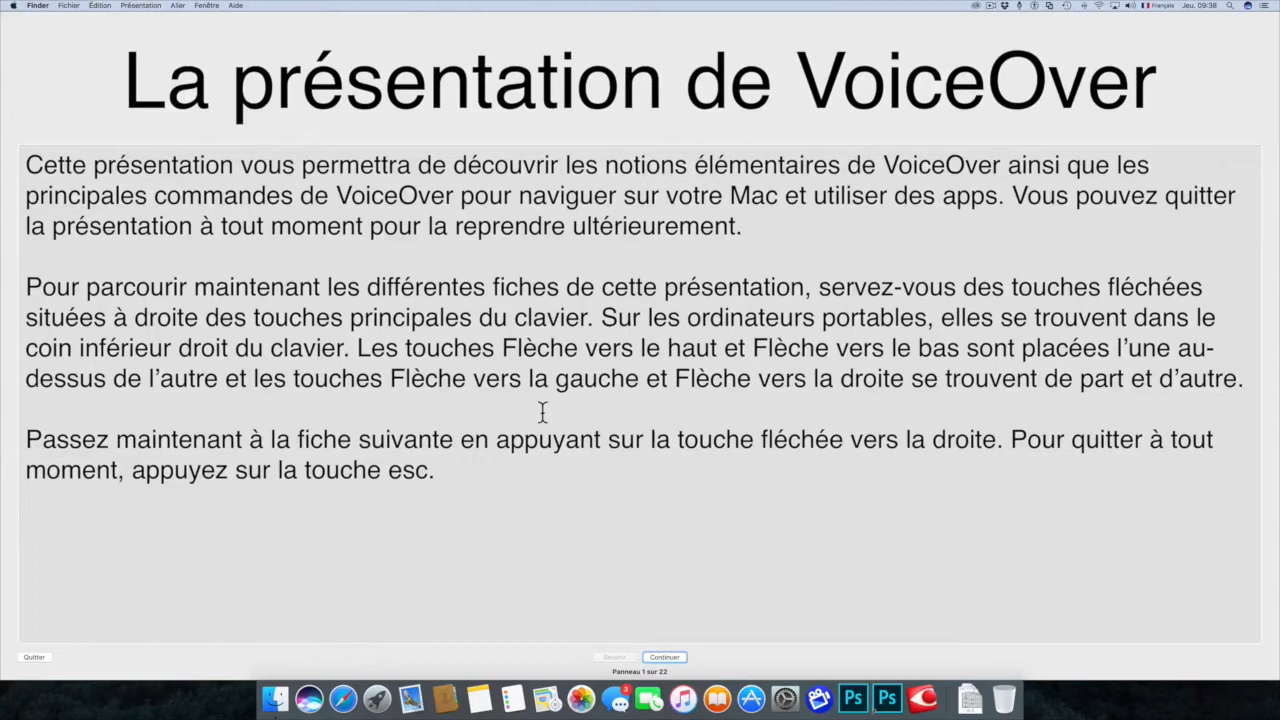 Finder Fichier Édition Présentation Aller Fenêtre Aide Français Jeu. 09:38
La présentation de VoiceOver
Cette présentation vous permettra de découvrir les notions élémentaires de VoiceOver ainsi que les
principales commandes de VoiceOver pour naviguer sur votre Mac et utiliser des apps. Vous pouvez quitter
la présentation à tout moment pour la reprendre ultérieurement.
Pour parcourir maintenant les différentes fiches de cette présentation, servez-vous des touches fléchées
situées à droite des touches principales du clavier. Sur les ordinateurs portables, elles se trouvent dans le
coin inférieur droit du clavier. Les touches Flèche vers le haut et Flèche vers le bas sont placées l’une au-
dessus de l’autre et les touches Flèche vers la gauche et Flèche vers la droite se trouvent de part et d’autre.
Passez maintenant à la fiche suivante en appuyant sur la touche fléchée vers la droite. Pour quitter à tout
moment, appuyez sur la touche esc.
Quitter Revenir Continuer
Panneau 1 sur 22
3
Ps Ps